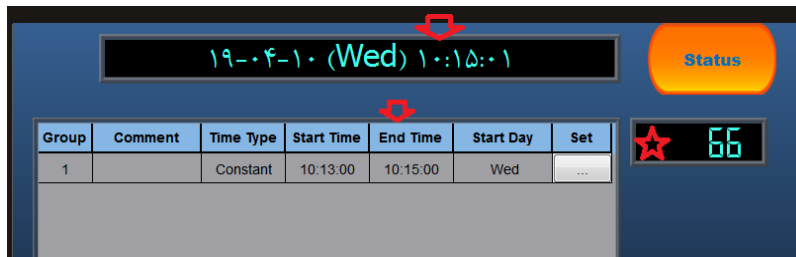 ۱۹-۰۴-۱۰ (Wed) ۱۰:۱۵:۰۱
Status
Group Comment Time Type Start Time End Time Start Day Set
1 Constant 10:13:00 10:15:00 Wed ...
66